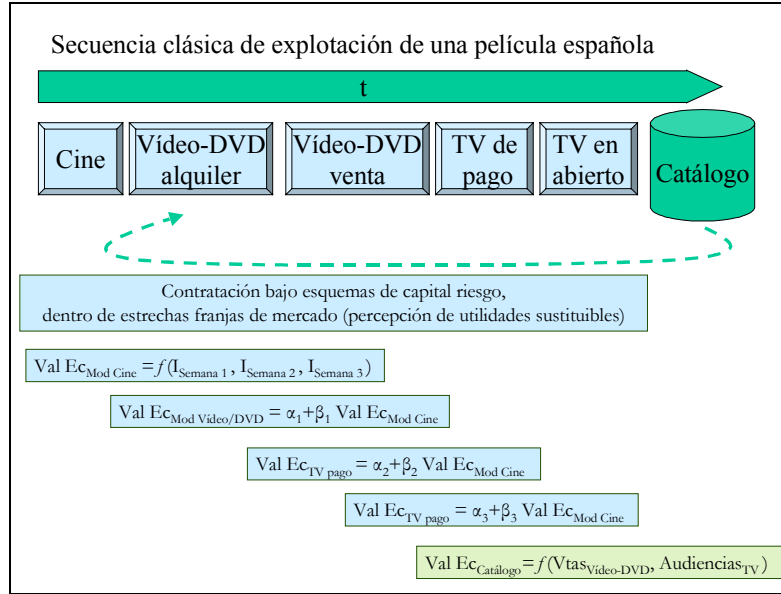 Secuencia clásica de explotación de una película española
t
Cine
Vídeo-DVD
alquiler
Vídeo-DVD
venta
TV de
pago
TV en
abierto
Catálogo
Contratación bajo esquemas de capital riesgo,
dentro de estrechas franjas de mercado (percepción de utilidades sustituibles)
Val Ec_Mod Cine = f(I_Semana 1, I_Semana 2, I_Semana 3)
Val Ec_Mod Vídeo/DVD = α₁+β₁ Val Ec_Mod Cine
Val Ec_TV pago = α₂+β₂ Val Ec_Mod Cine
Val Ec_TV pago = α₃+β₃ Val Ec_Mod Cine
Val Ec_Catálogo=f(Vtas_Vídeo-DVD, Audiencias_TV)